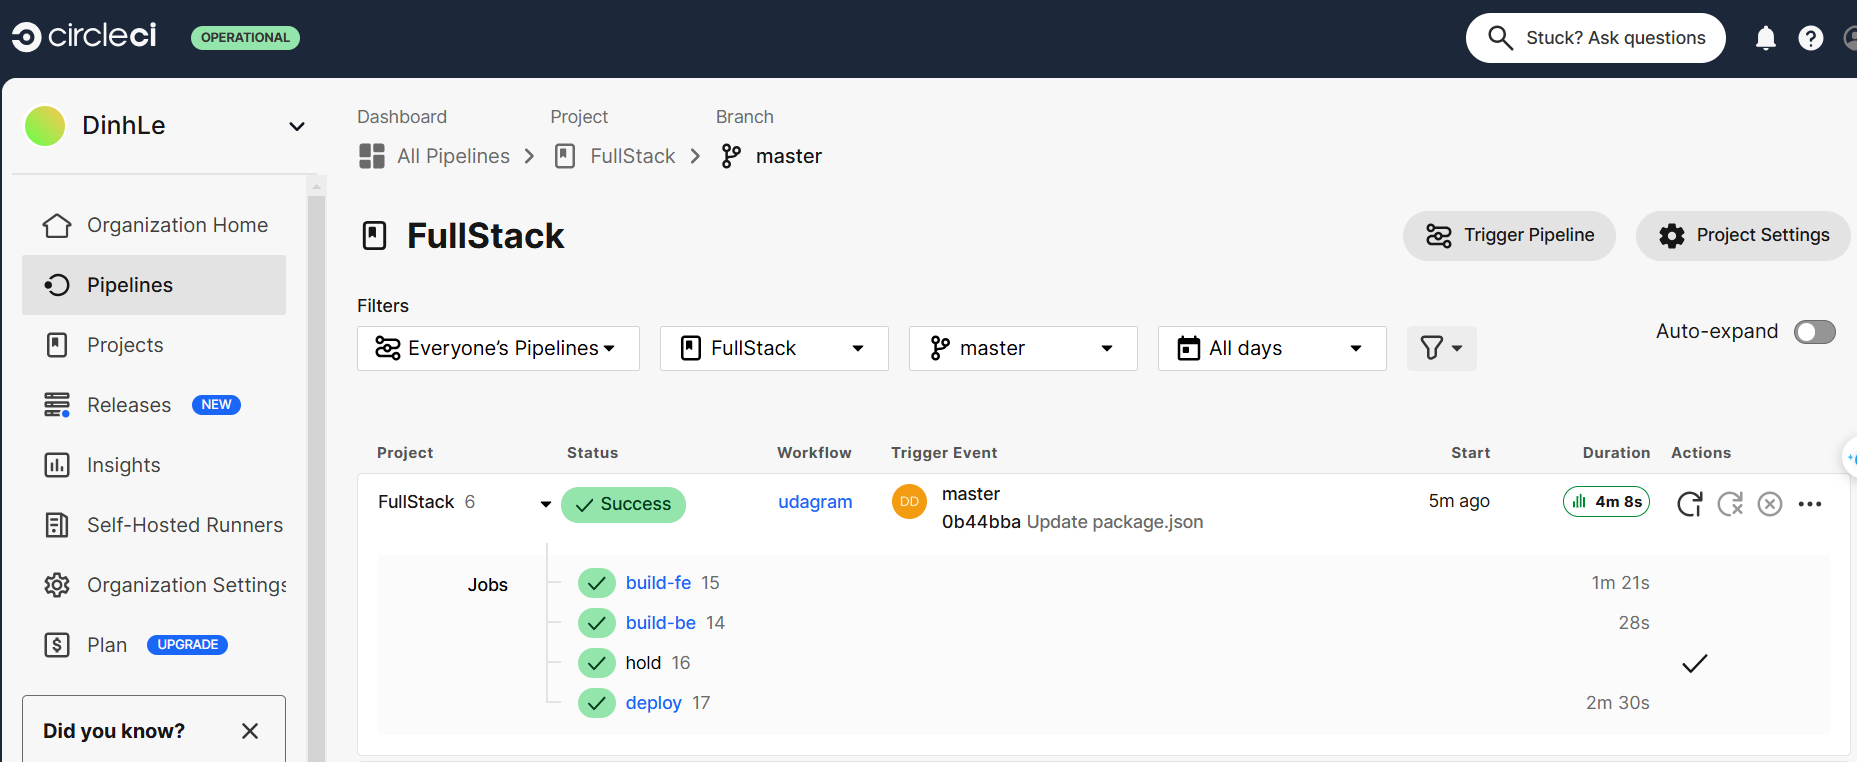 circleci
OPERATIONAL
Stuck? Ask questions
DinhLe
Organization Home
Pipelines
Projects
Releases NEW
Insights
Self-Hosted Runners
Organization Settings
Plan UPGRADE
Did you know?
Dashboard Project Branch
All Pipelines FullStack master
FullStack
Trigger Pipeline Project Settings
Filters
Everyone's Pipelines FullStack master All days
Auto-expand
Project Status Workflow Trigger Event Start Duration Actions
FullStack 6 Success udagram DD master 5m ago 4m 8s
0b44bba Update package.json
Jobs
build-fe 15 1m 21s
build-be 14 28s
hold 16
deploy 17 2m 30s